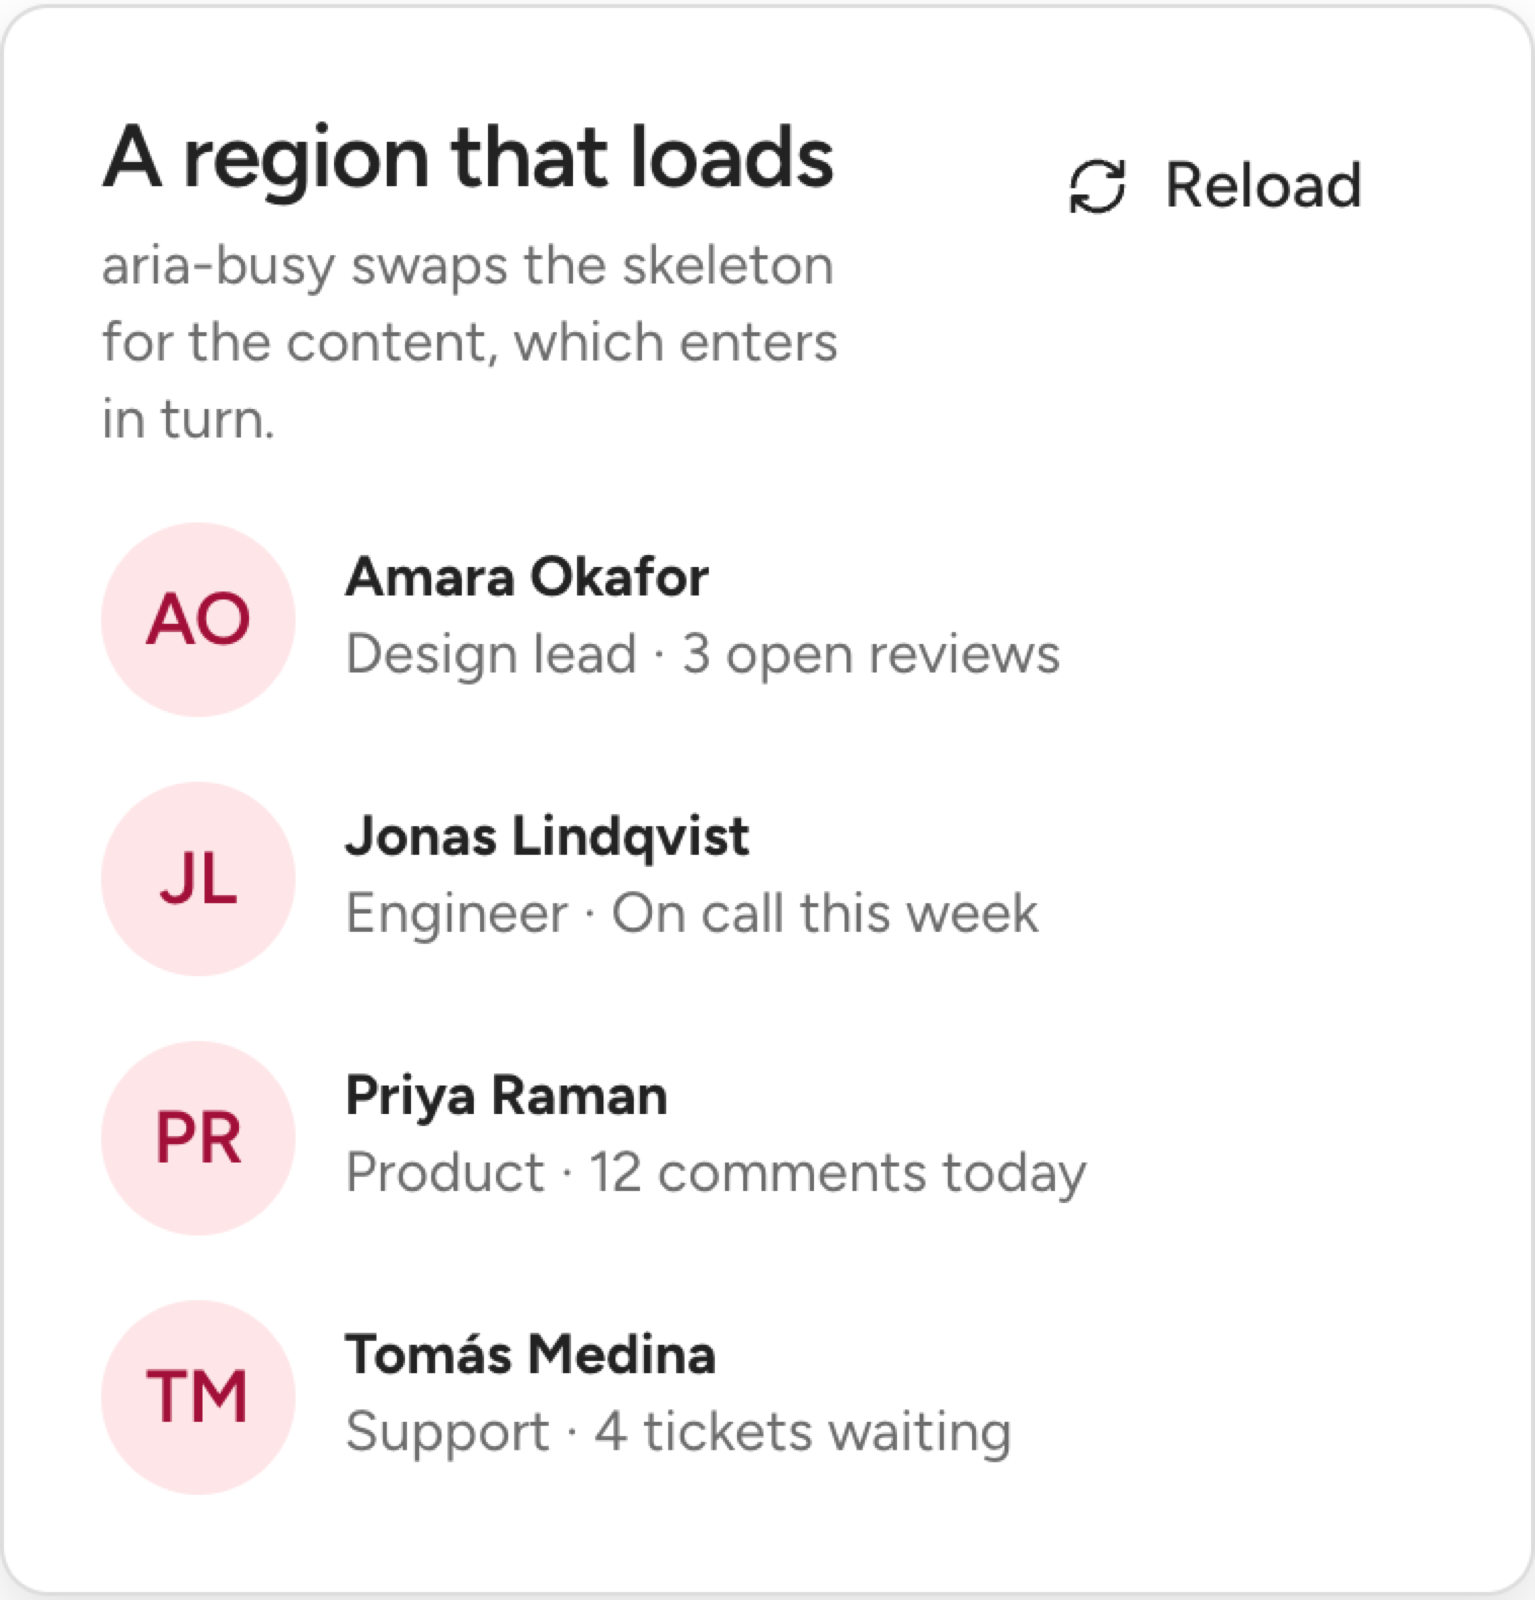 A region that loads
Reload
aria-busy swaps the skeleton
for the content, which enters
in turn.
AO
Amara Okafor
Design lead · 3 open reviews
JL
Jonas Lindqvist
Engineer · On call this week
PR
Priya Raman
Product · 12 comments today
TM
Tomás Medina
Support · 4 tickets waiting